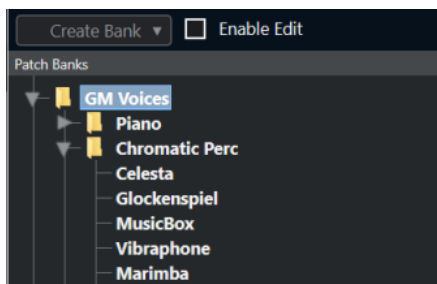 Create Bank Enable Edit
Patch Banks
GM Voices
Piano
Chromatic Perc
Celesta
Glockenspiel
MusicBox
Vibraphone
Marimba